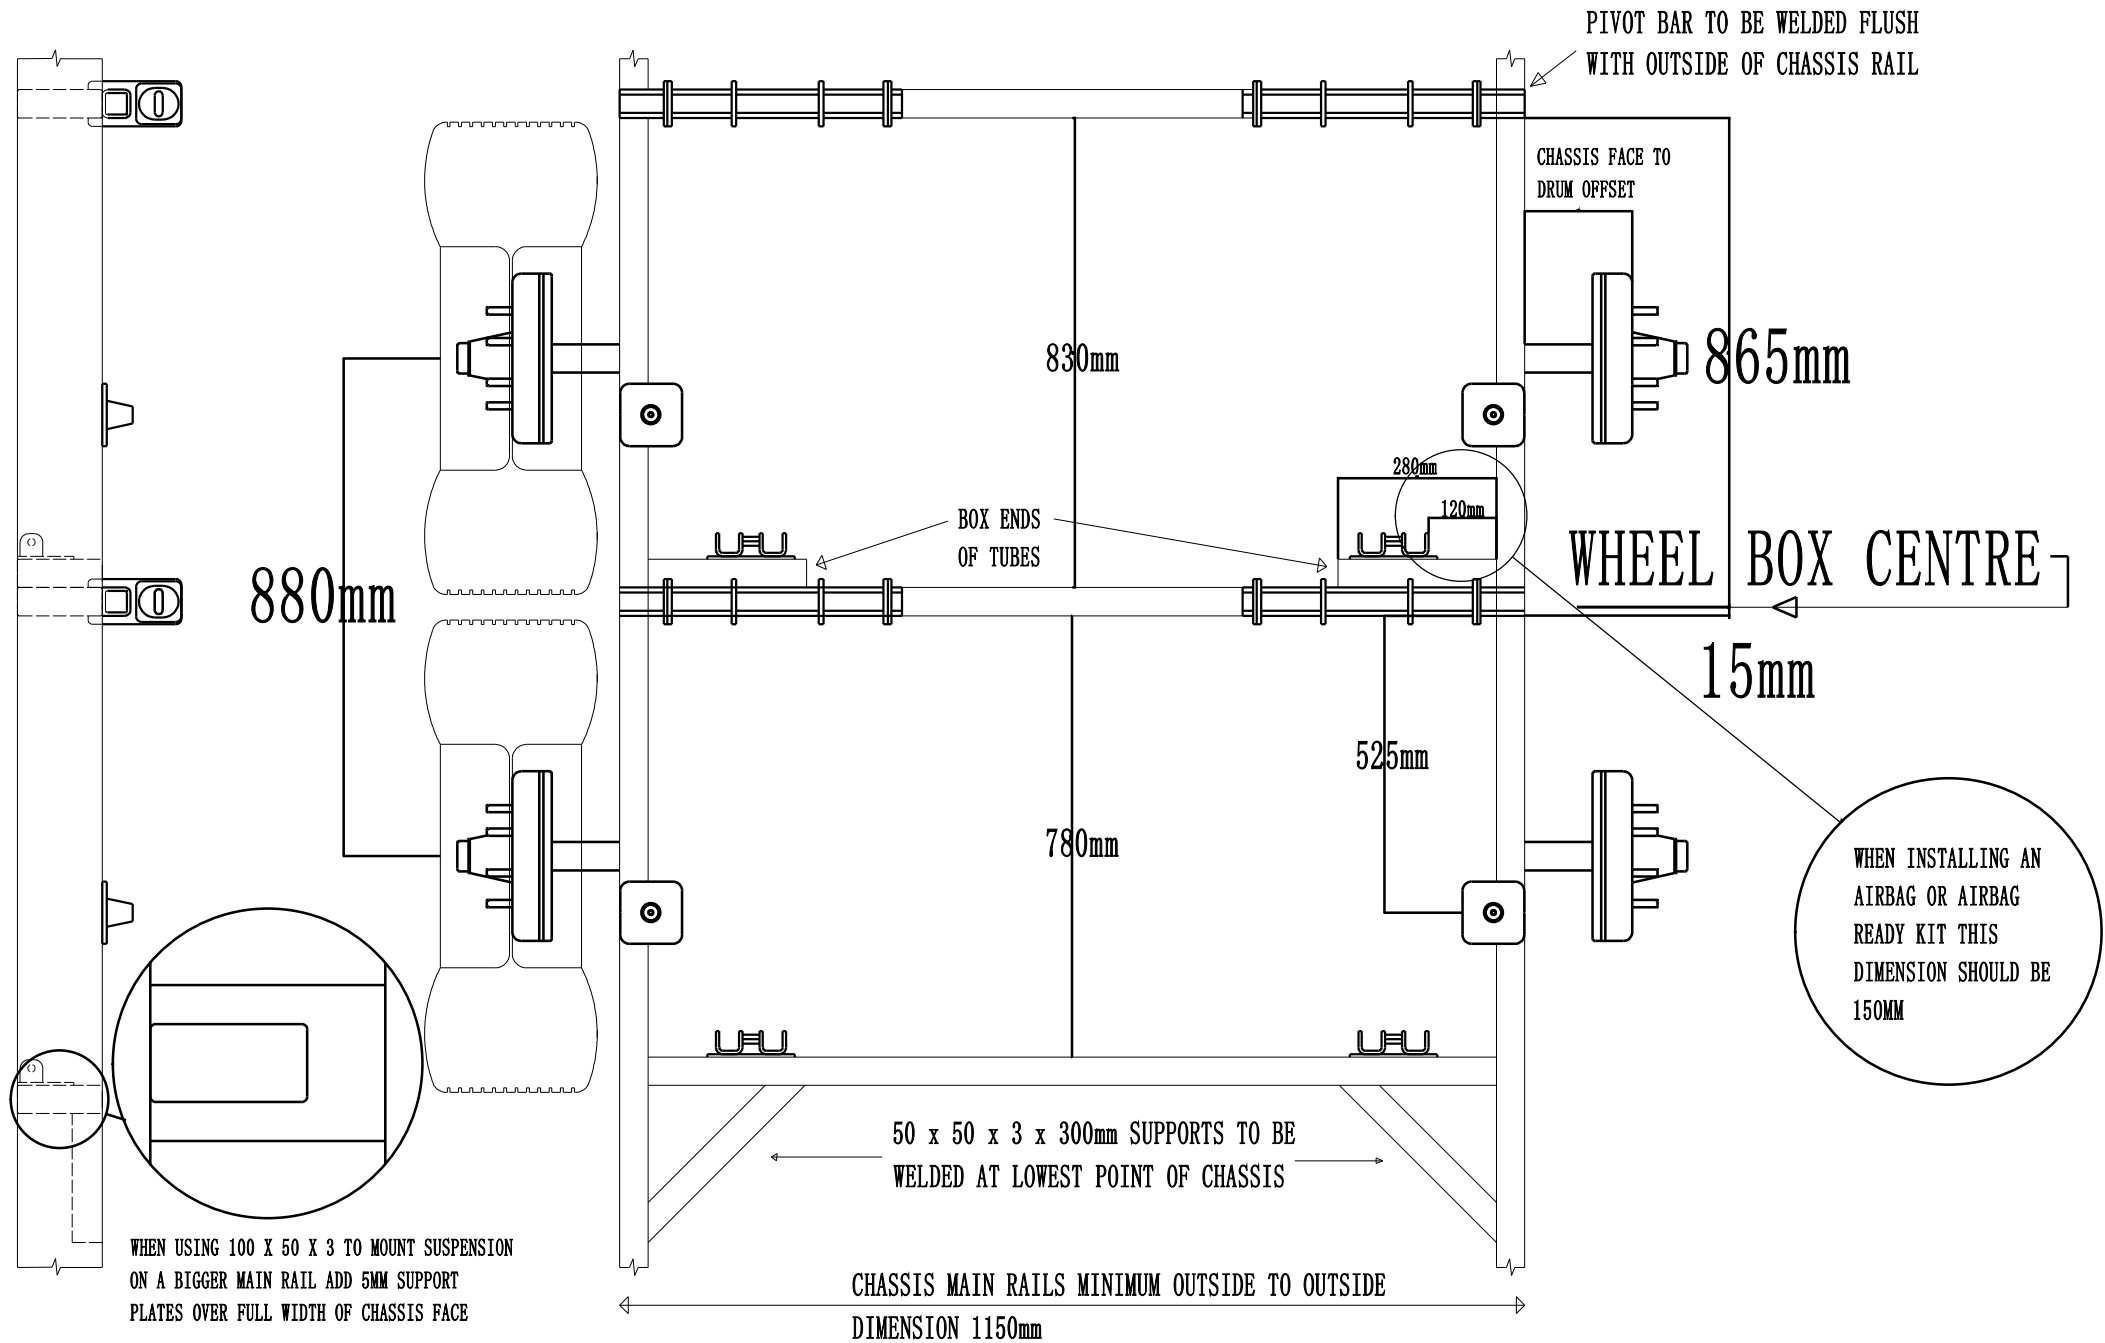 PIVOT BAR TO BE WELDED FLUSH
WITH OUTSIDE OF CHASSIS RAIL
CHASSIS FACE TO
DRUM OFFSET
830mm
865mm
280mm
120mm
BOX ENDS
OF TUBES
WHEEL BOX CENTRE
880mm
15mm
525mm
780mm
WHEN INSTALLING AN
AIRBAG OR AIRBAG
READY KIT THIS
DIMENSION SHOULD BE
150MM
50 x 50 x 3 x 300mm SUPPORTS TO BE
WELDED AT LOWEST POINT OF CHASSIS
WHEN USING 100 X 50 X 3 TO MOUNT SUSPENSION
ON A BIGGER MAIN RAIL ADD 5MM SUPPORT
PLATES OVER FULL WIDTH OF CHASSIS FACE
CHASSIS MAIN RAILS MINIMUM OUTSIDE TO OUTSIDE
DIMENSION 1150mm